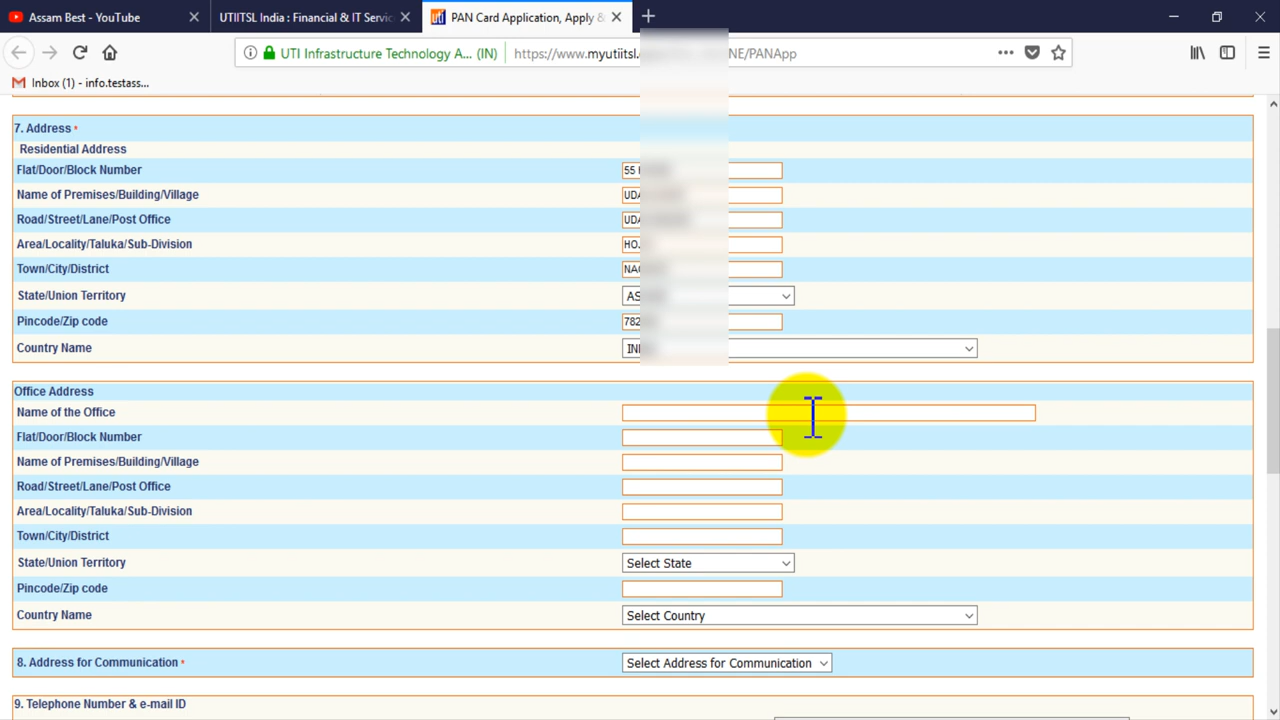 Assam Best - YouTube
UTIITSL India : Financial & IT Servic
PAN Card Application, Apply &
UTI Infrastructure Technology A... (IN)
https://www.myutiitsl. NE/PANApp
Inbox (1) - info.testass...
7. Address *
Residential Address
Flat/Door/Block Number 55
Name of Premises/Building/Village UDA
Road/Street/Lane/Post Office UDA
Area/Locality/Taluka/Sub-Division HO
Town/City/District NA
State/Union Territory AS
Pincode/Zip code 782
Country Name IN
Office Address
Name of the Office
Flat/Door/Block Number
Name of Premises/Building/Village
Road/Street/Lane/Post Office
Area/Locality/Taluka/Sub-Division
Town/City/District
State/Union Territory Select State
Pincode/Zip code
Country Name Select Country
8. Address for Communication * Select Address for Communication
9. Telephone Number & e-mail ID